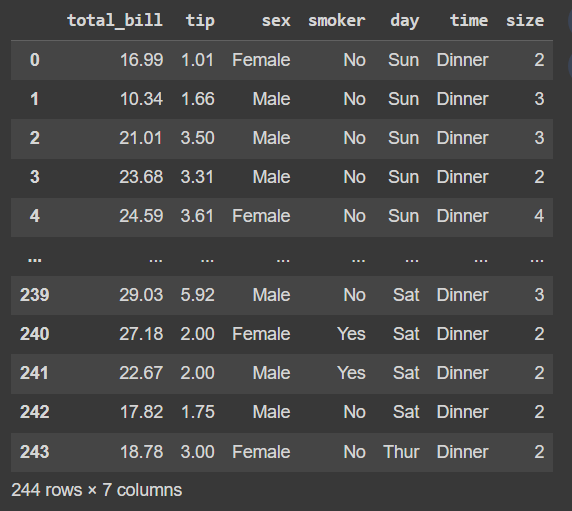 total_bill tip sex smoker day time size
0 16.99 1.01 Female No Sun Dinner 2
1 10.34 1.66 Male No Sun Dinner 3
2 21.01 3.50 Male No Sun Dinner 3
3 23.68 3.31 Male No Sun Dinner 2
4 24.59 3.61 Female No Sun Dinner 4
... ... ... ... ... ... ... ...
239 29.03 5.92 Male No Sat Dinner 3
240 27.18 2.00 Female Yes Sat Dinner 2
241 22.67 2.00 Male Yes Sat Dinner 2
242 17.82 1.75 Male No Sat Dinner 2
243 18.78 3.00 Female No Thur Dinner 2
244 rows × 7 columns